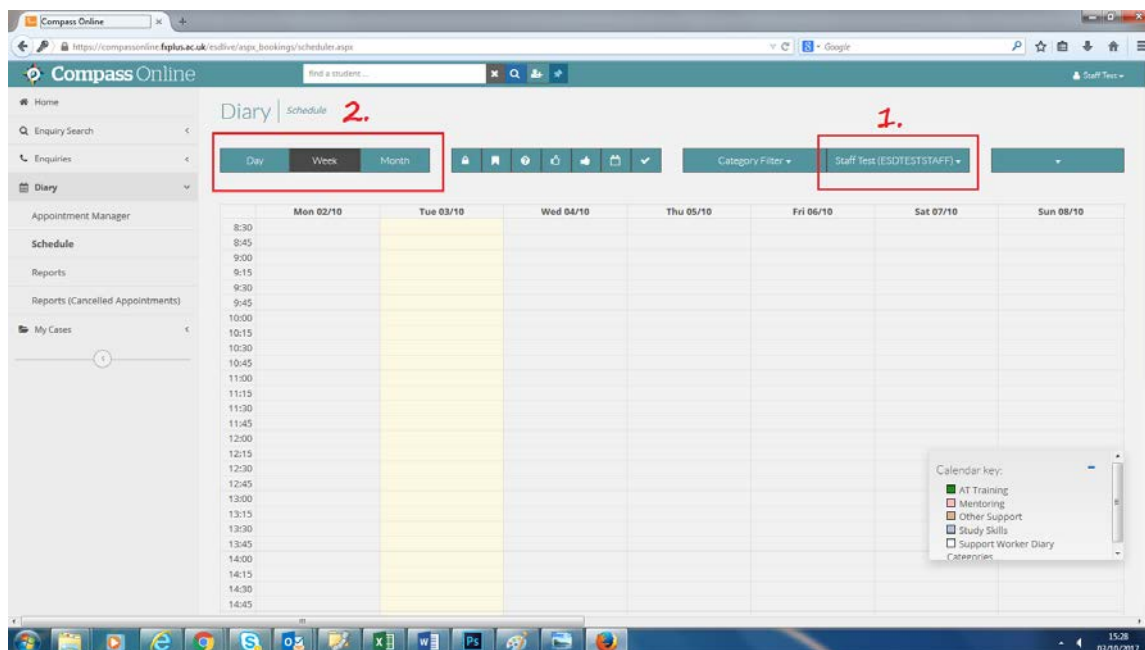 Compass Online
https://compassonline.fxplus.ac.uk/esdlive/aspx_bookings/scheduler.aspx
Google
Compass Online
find a student...
Staff Test
Home
Enquiry Search
Enquiries
Diary
Appointment Manager
Schedule
Reports
Reports (Cancelled Appointments)
My Cases
Diary | Schedule
2.
1.
Day Week Month
Category Filter
Staff Test (ESDTESTSTAFF)
Mon 02/10 Tue 03/10 Wed 04/10 Thu 05/10 Fri 06/10 Sat 07/10 Sun 08/10
8:30
8:45
9:00
9:15
9:30
9:45
10:00
10:15
10:30
10:45
11:00
11:15
11:30
11:45
12:00
12:15
12:30
12:45
13:00
13:15
13:30
13:45
14:00
14:15
14:30
14:45
Calendar key:
AT Training
Mentoring
Other Support
Study Skills
Support Worker Diary
Categories
15:28
03/10/2017